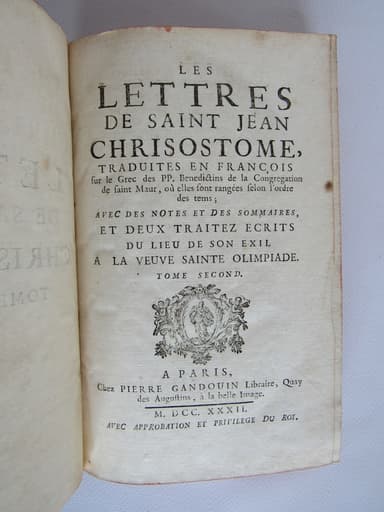 LES
LETTRES
DE SAINT JEAN
CHRISOSTOME,
TRADUITES EN FRANÇOIS
sur le Grec des PP. Benedictins de la Congregation
de saint Maur, où elles sont rangées selon l'ordre
des tems;
AVEC DES NOTES ET DES SOMMAIRES,
ET DEUX TRAITEZ ECRITS
DU LIEU DE SON EXIL
A LA VEUVE SAINTE OLIMPIADE.
TOME SECOND.
A PARIS,
Chez PIERRE GANDOUIN Libraire, Quay
des Augustins, à la belle Image.
M. DCC. XXXII.
AVEC APPROBATION ET PRIVILEGE DU ROI.